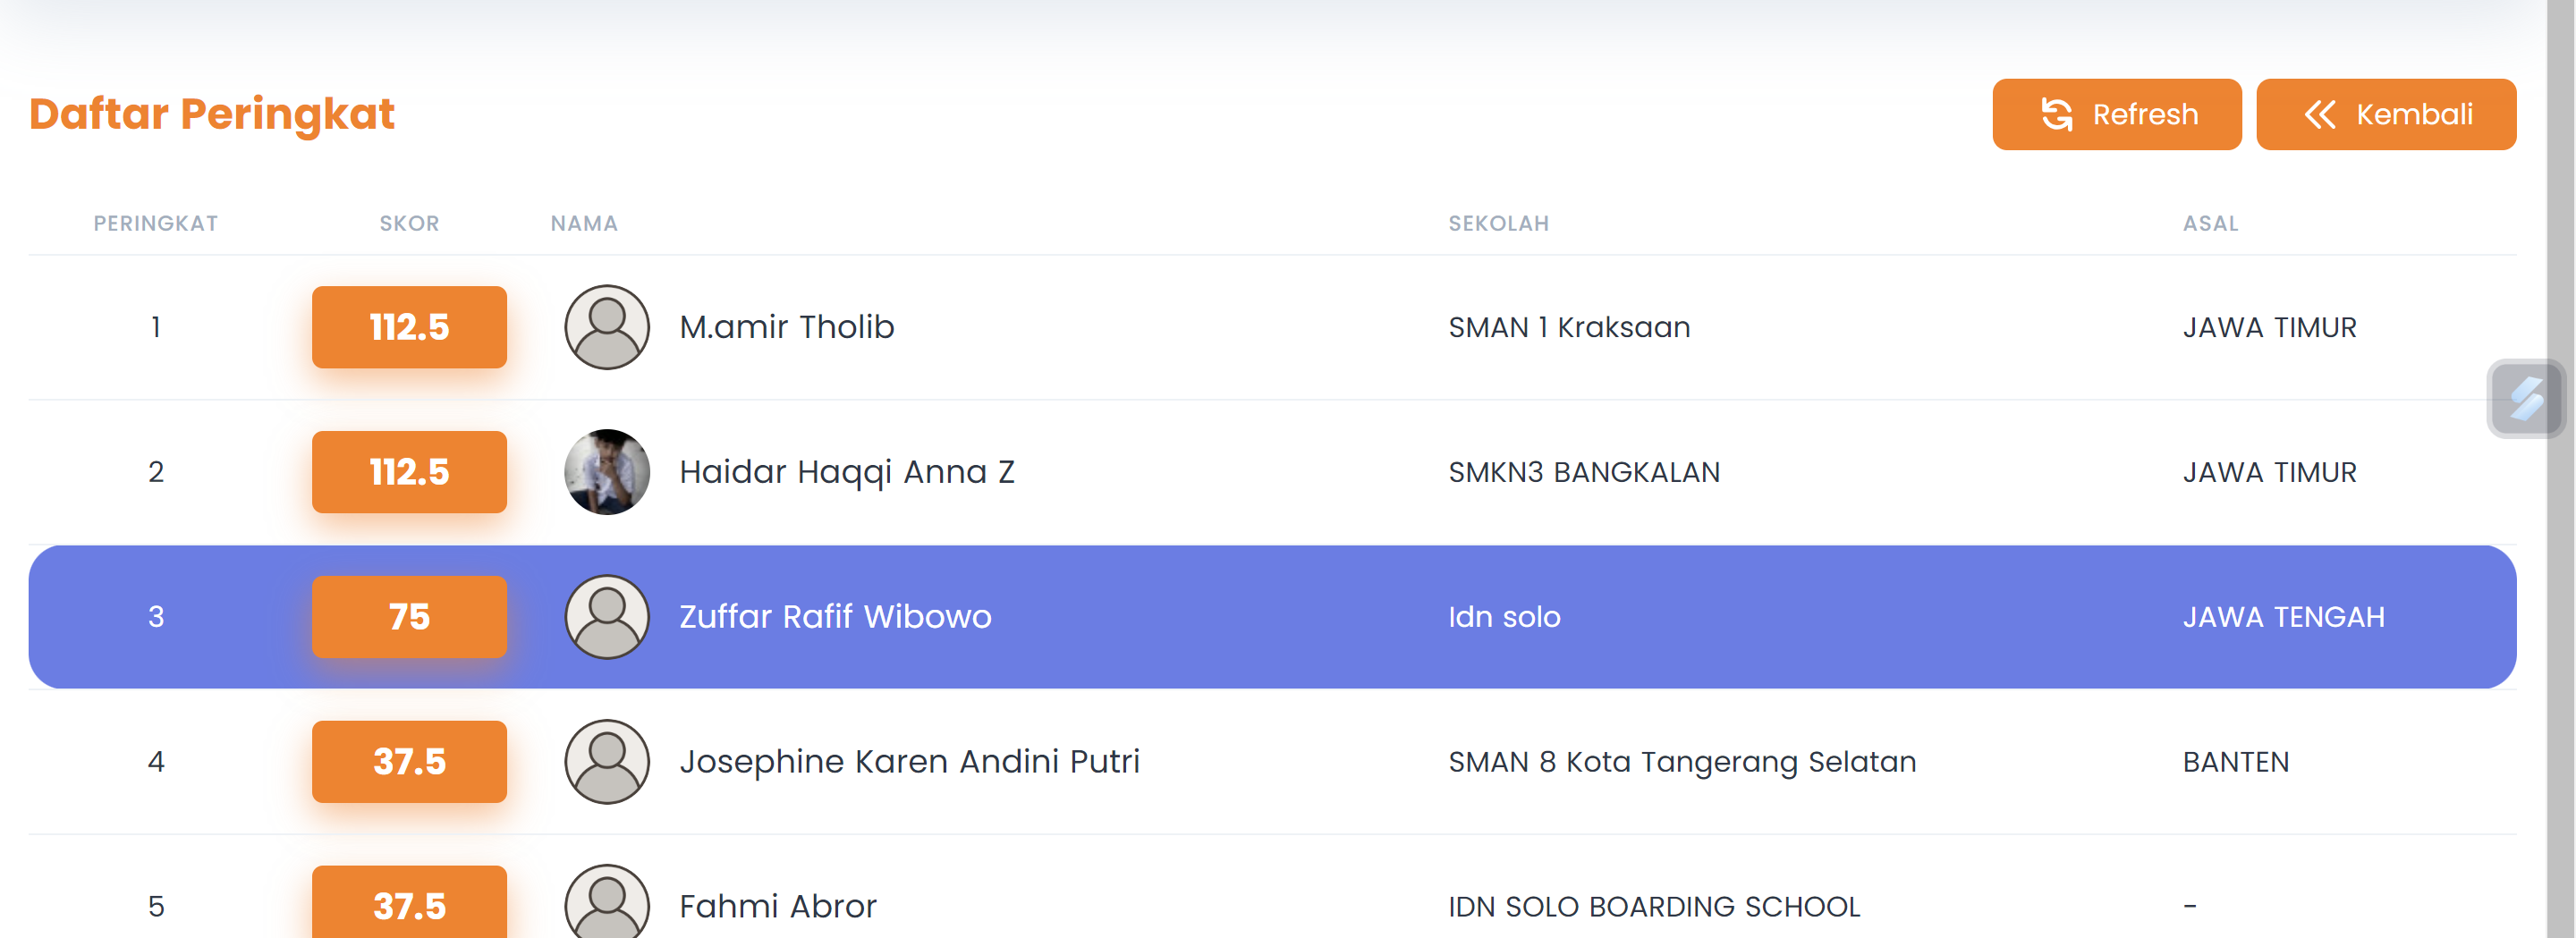 Daftar Peringkat
Refresh
Kembali
PERINGKAT SKOR NAMA SEKOLAH ASAL
1 112.5 M.amir Tholib SMAN 1 Kraksaan JAWA TIMUR
2 112.5 Haidar Haqqi Anna Z SMKN3 BANGKALAN JAWA TIMUR
3 75 Zuffar Rafif Wibowo Idn solo JAWA TENGAH
4 37.5 Josephine Karen Andini Putri SMAN 8 Kota Tangerang Selatan BANTEN
5 37.5 Fahmi Abror IDN SOLO BOARDING SCHOOL -